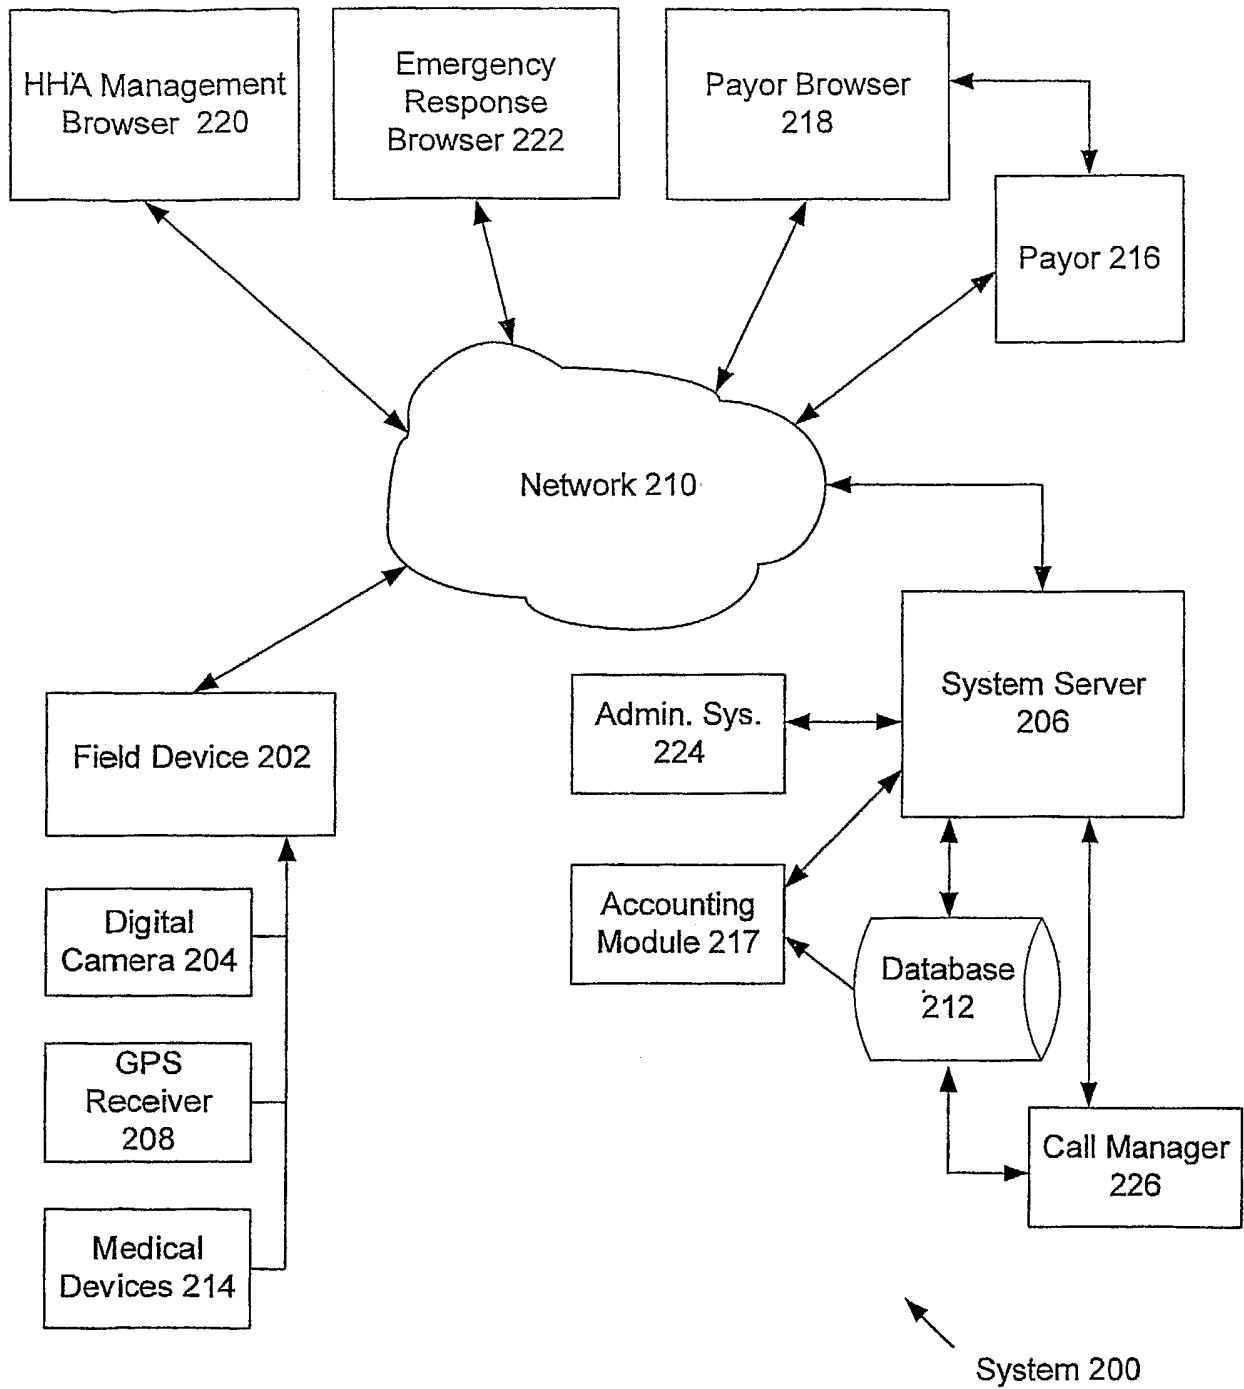 HHA Management
Browser 220
Emergency
Response
Browser 222
Payor Browser
218
Payor 216
Network 210
System Server
206
Admin. Sys.
224
Field Device 202
Accounting
Module 217
Digital
Camera 204
Database
212
GPS
Receiver
208
Call Manager
226
Medical
Devices 214
System 200